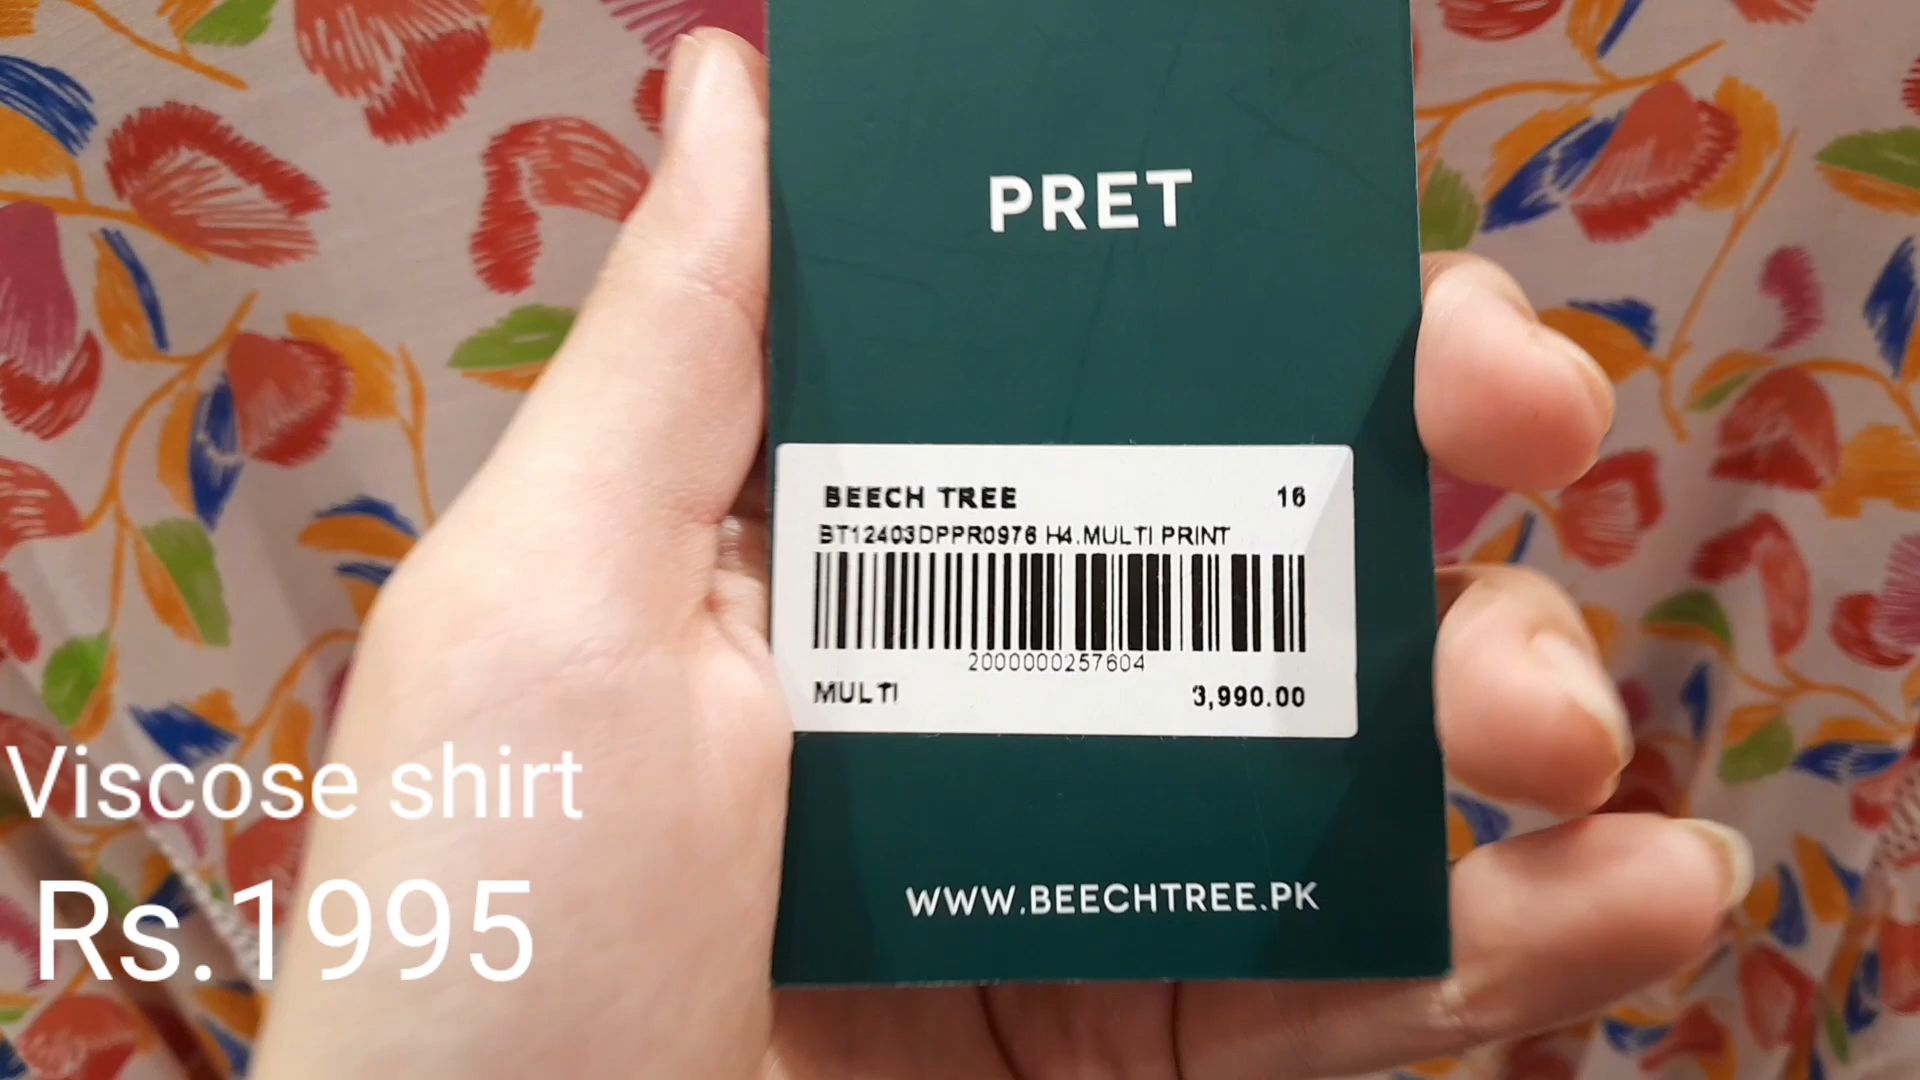 PRET
BEECH TREE 16
BT12403DPPR0976 H4.MULTI PRINT
2000000257604
MULTI 3,990.00
WWW.BEECHTREE.PK
Viscose shirt
Rs.1995